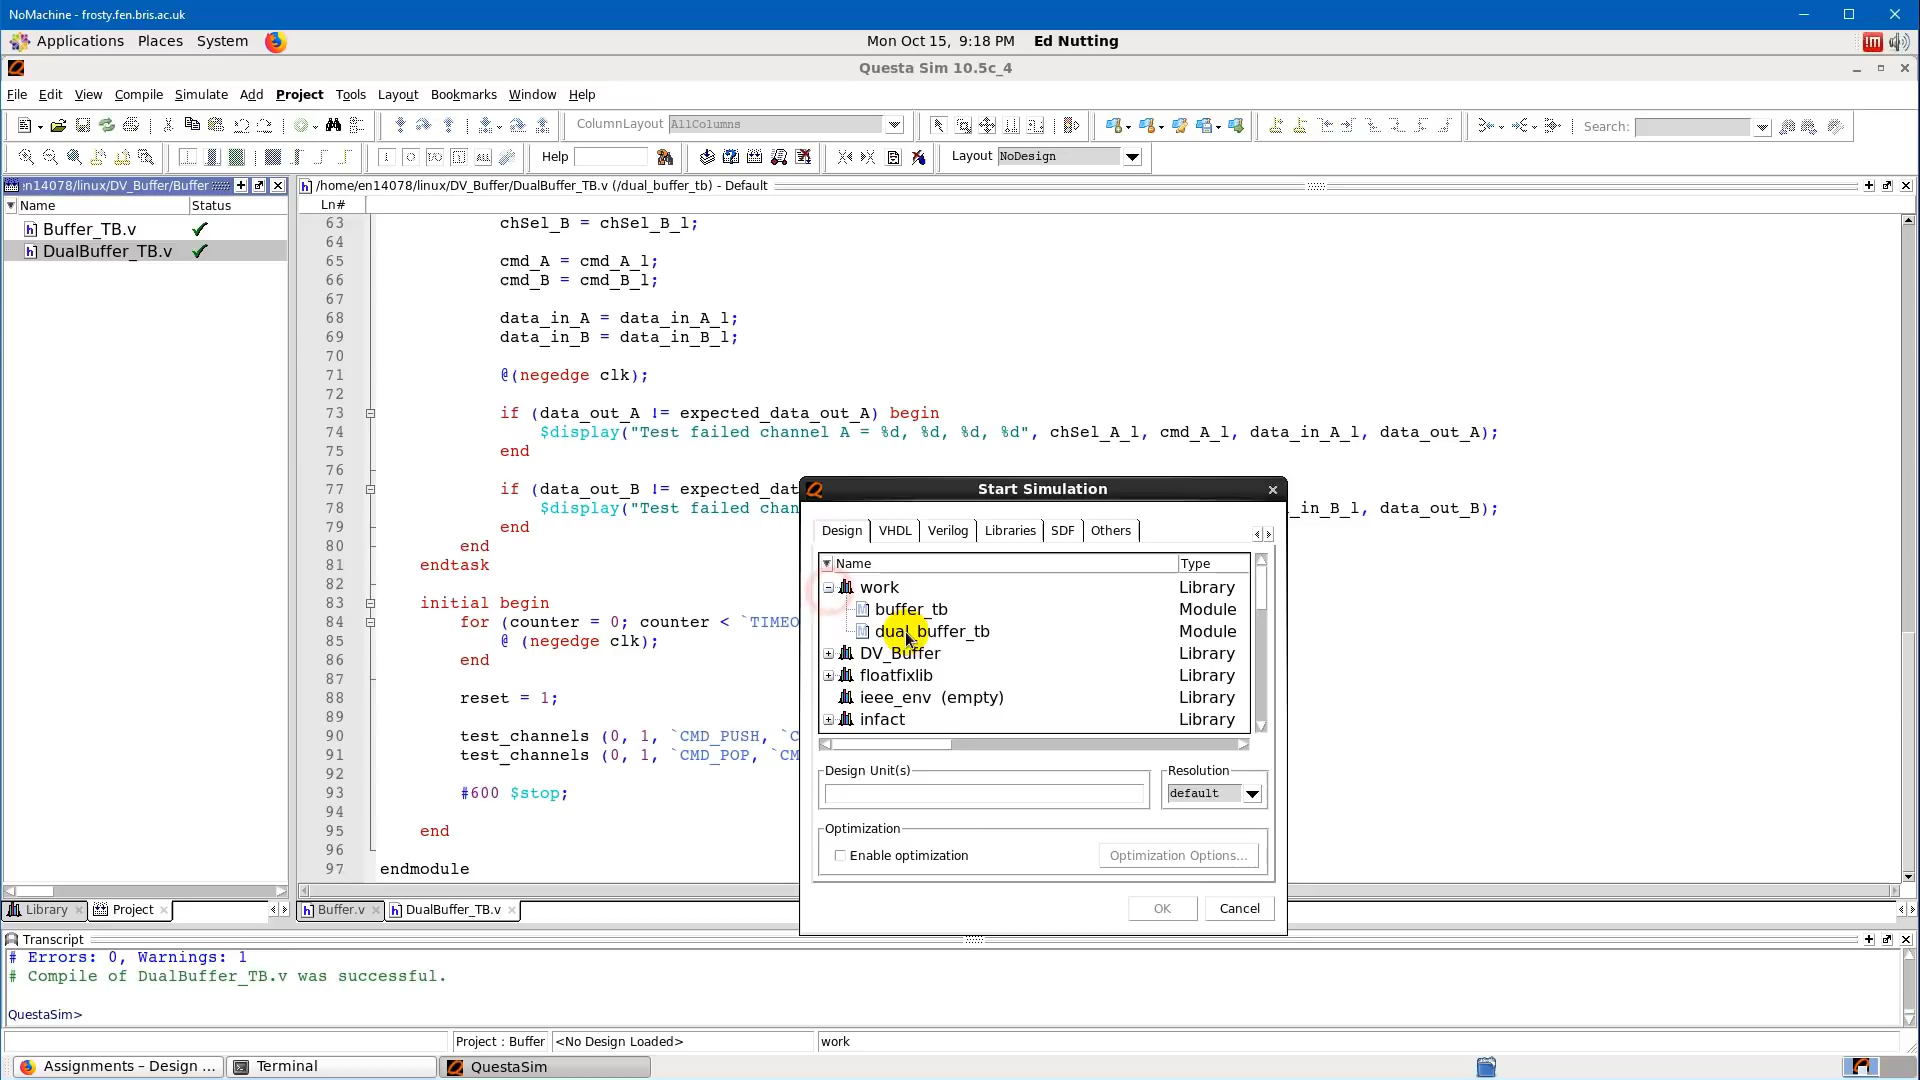 NoMachine - frosty.fen.bris.ac.uk
Applications Places System Mon Oct 15, 9:18 PM Ed Nutting
Questa Sim 10.5c_4
File Edit View Compile Simulate Add Project Tools Layout Bookmarks Window Help
ColumnLayout AllColumns Search:
Help Layout NoDesign
en14078/linux/DV_Buffer/Buffer /home/en14078/linux/DV_Buffer/DualBuffer_TB.v (/dual_buffer_tb) - Default
Name Status Ln#
Buffer_TB.v
DualBuffer_TB.v
63 chSel_B = chSel_B_l;
64
65 cmd_A = cmd_A_l;
66 cmd_B = cmd_B_l;
67
68 data_in_A = data_in_A_l;
69 data_in_B = data_in_B_l;
70
71 @(negedge clk);
72
73 if (data_out_A != expected_data_out_A) begin
74 $display("Test failed channel A = %d, %d, %d, %d", chSel_A_l, cmd_A_l, data_in_A_l, data_out_A);
75 end
76
77 if (data_out_B != expected_dat
78 $display("Test failed chan _in_B_l, data_out_B);
79 end
80 end
81 endtask
82
83 initial begin
84 for (counter = 0; counter < `TIMEO
85 @ (negedge clk);
86 end
87
88 reset = 1;
89
90 test_channels (0, 1, `CMD_PUSH, `C
91 test_channels (0, 1, `CMD_POP, `CM
92
93 #600 $stop;
94
95 end
96
97 endmodule
Start Simulation
Design VHDL Verilog Libraries SDF Others
Name Type
work Library
buffer_tb Module
dual_buffer_tb Module
DV_Buffer Library
floatfixlib Library
ieee_env (empty) Library
infact Library
Design Unit(s) Resolution
default
Optimization
Enable optimization Optimization Options...
OK Cancel
Library Project Buffer.v DualBuffer_TB.v
Transcript
# Errors: 0, Warnings: 1
# Compile of DualBuffer_TB.v was successful.
QuestaSim>
Project : Buffer <No Design Loaded> work
Assignments – Design ... Terminal QuestaSim